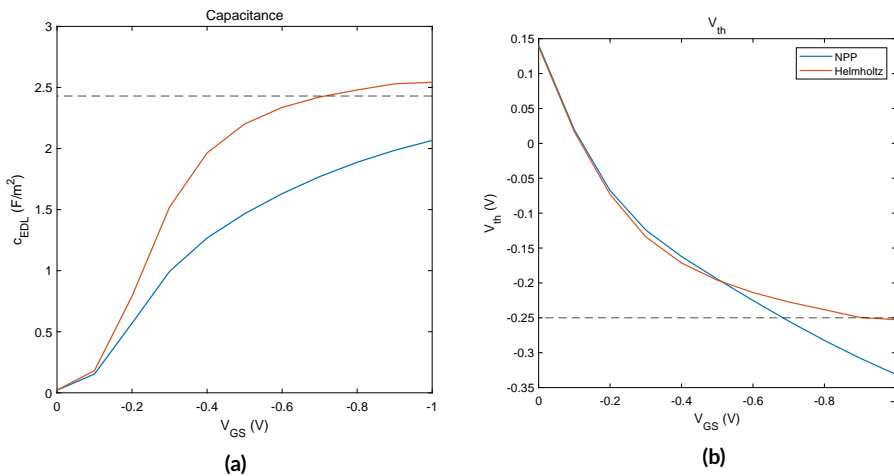 Capacitance
3
2.5
2
1.5
1
0.5
0
c_EDL (F/m²)
0 -0.2 -0.4 -0.6 -0.8 -1
V_GS (V)
(a)
V_th
NPP
Helmholtz
0.15
0.1
0.05
0
-0.05
-0.1
-0.15
-0.2
-0.25
-0.3
-0.35
V_th (V)
0 -0.2 -0.4 -0.6 -0.8 -1
V_GS (V)
(b)